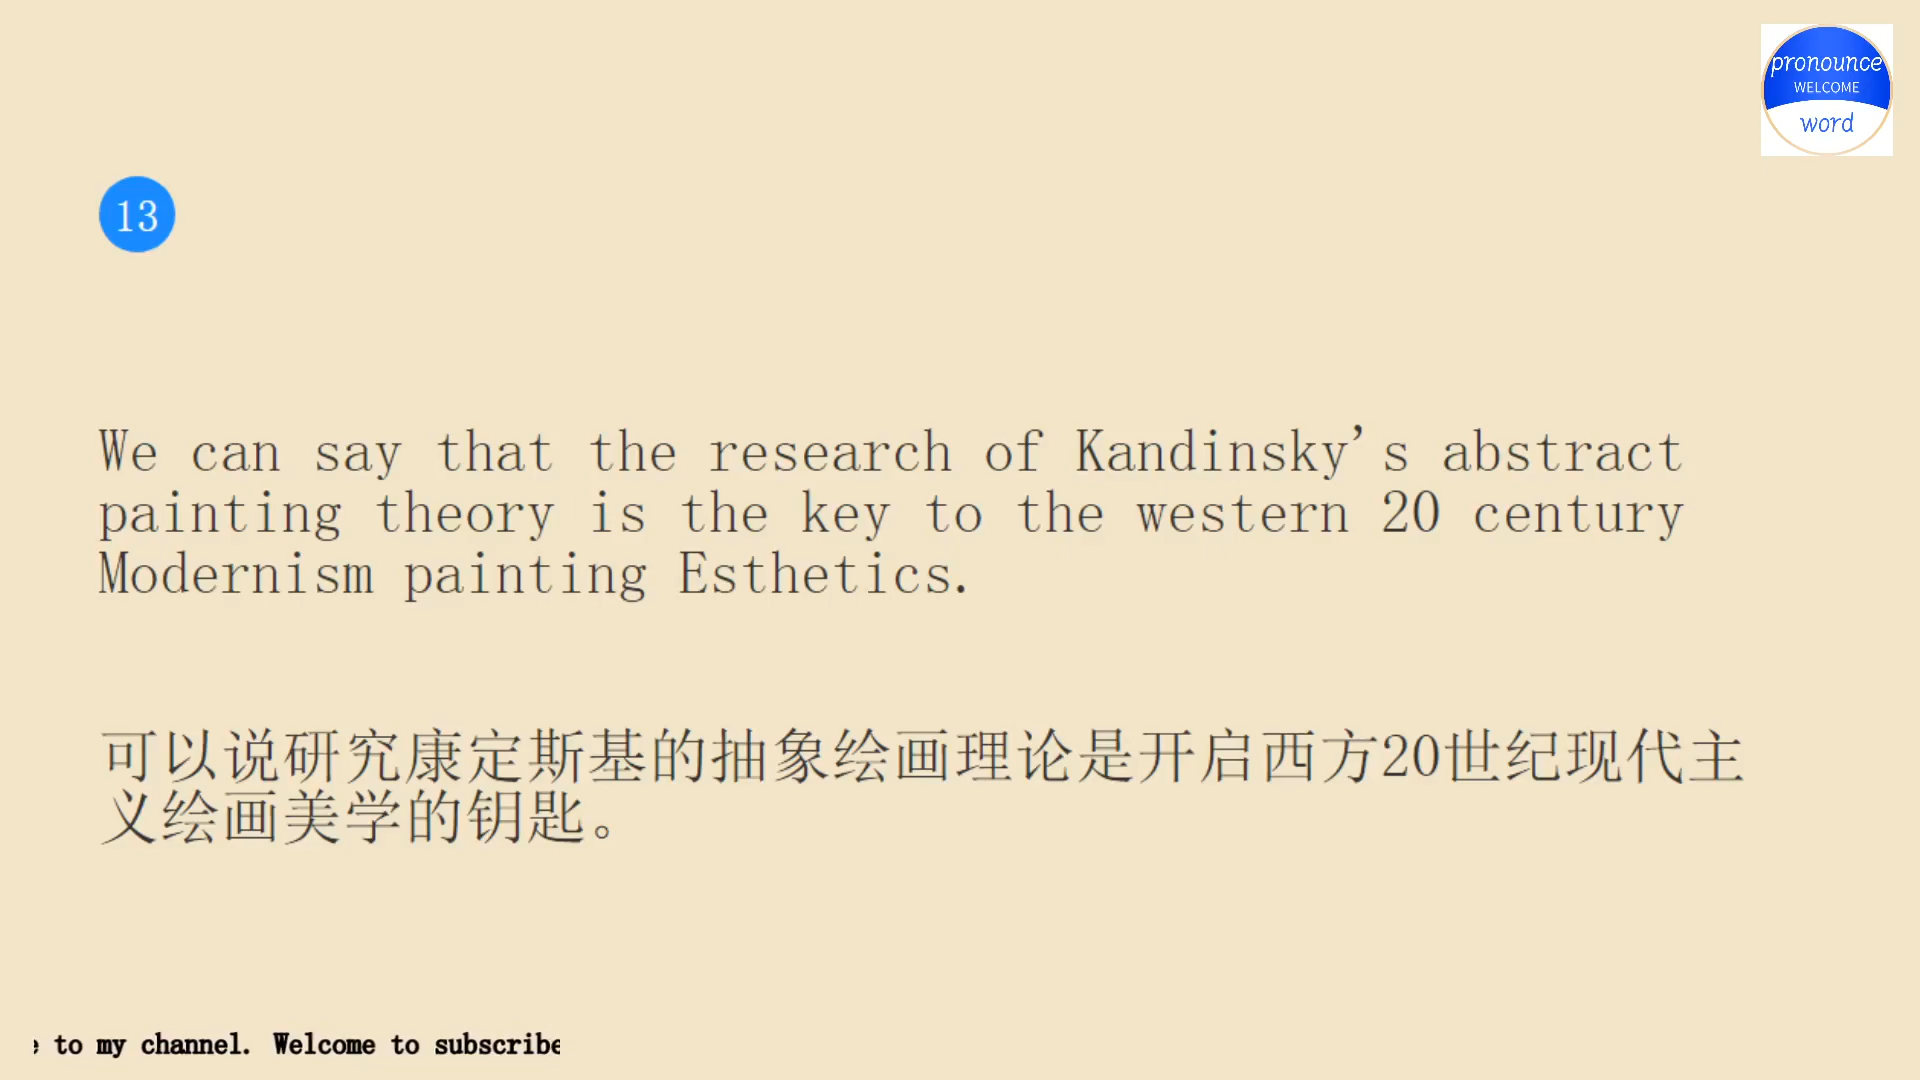 pronounce
WELCOME
word
13
We can say that the research of Kandinsky's abstract
painting theory is the key to the western 20 century
Modernism painting Esthetics.
可以说研究康定斯基的抽象绘画理论是开启西方20世纪现代主
义绘画美学的钥匙。
to my channel. Welcome to subscribe